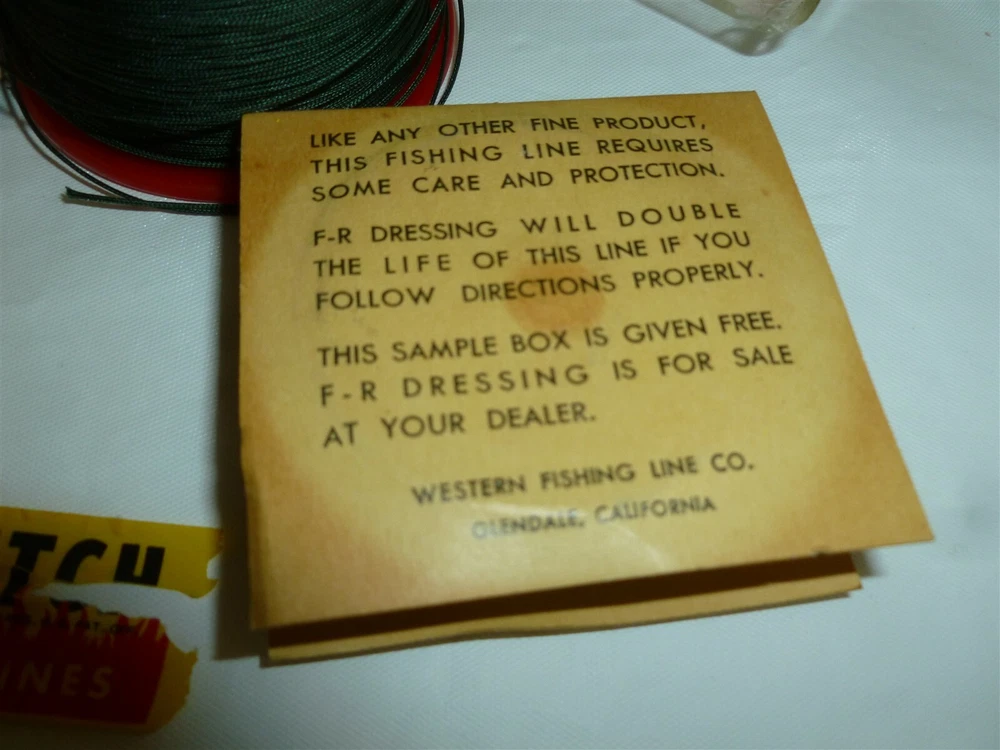 LIKE ANY OTHER FINE PRODUCT,
THIS FISHING LINE REQUIRES
SOME CARE AND PROTECTION.
F-R DRESSING WILL DOUBLE
THE LIFE OF THIS LINE IF YOU
FOLLOW DIRECTIONS PROPERLY.
THIS SAMPLE BOX IS GIVEN FREE.
F-R DRESSING IS FOR SALE
AT YOUR DEALER.
WESTERN FISHING LINE CO.
GLENDALE, CALIFORNIA
TCH
INES